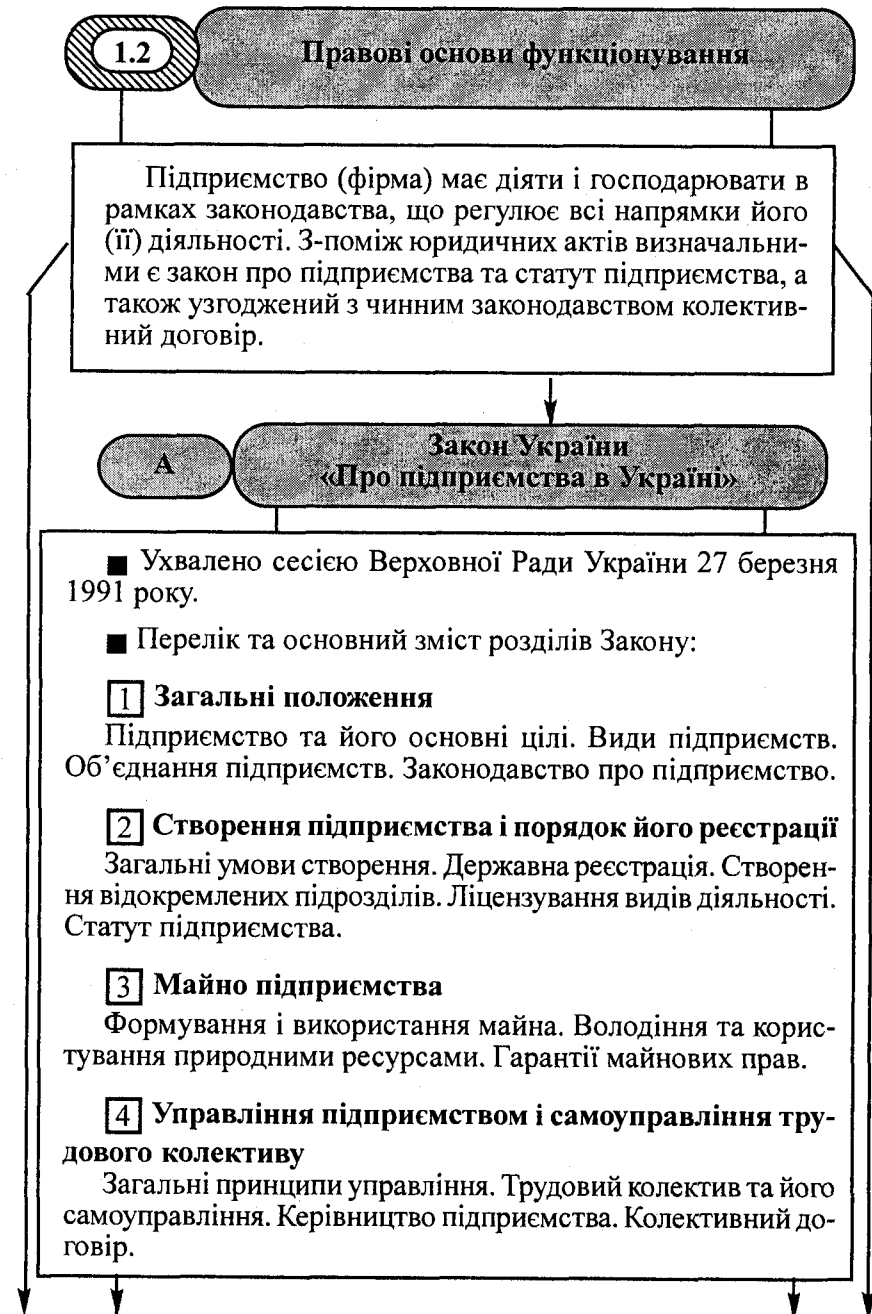 1.2 Правові основи функціонування
Підприємство (фірма) має діяти і господарювати в
рамках законодавства, що регулює всі напрямки його
(її) діяльності. З-поміж юридичних актів визначальни-
ми є закон про підприємства та статут підприємства, а
також узгоджений з чинним законодавством колектив-
ний договір.
А
Закон України
«Про підприємства в Україні»
■ Ухвалено сесією Верховної Ради України 27 березня
1991 року.
■ Перелік та основний зміст розділів Закону:
1 Загальні положення
Підприємство та його основні цілі. Види підприємств.
Об’єднання підприємств. Законодавство про підприємство.
2 Створення підприємства і порядок його реєстрації
Загальні умови створення. Державна реєстрація. Створен-
ня відокремлених підрозділів. Ліцензування видів діяльності.
Статут підприємства.
3 Майно підприємства
Формування і використання майна. Володіння та корис-
тування природними ресурсами. Гарантії майнових прав.
4 Управління підприємством і самоуправління тру-
дового колективу
Загальні принципи управління. Трудовий колектив та його
самоуправління. Керівництво підприємства. Колективний до-
говір.